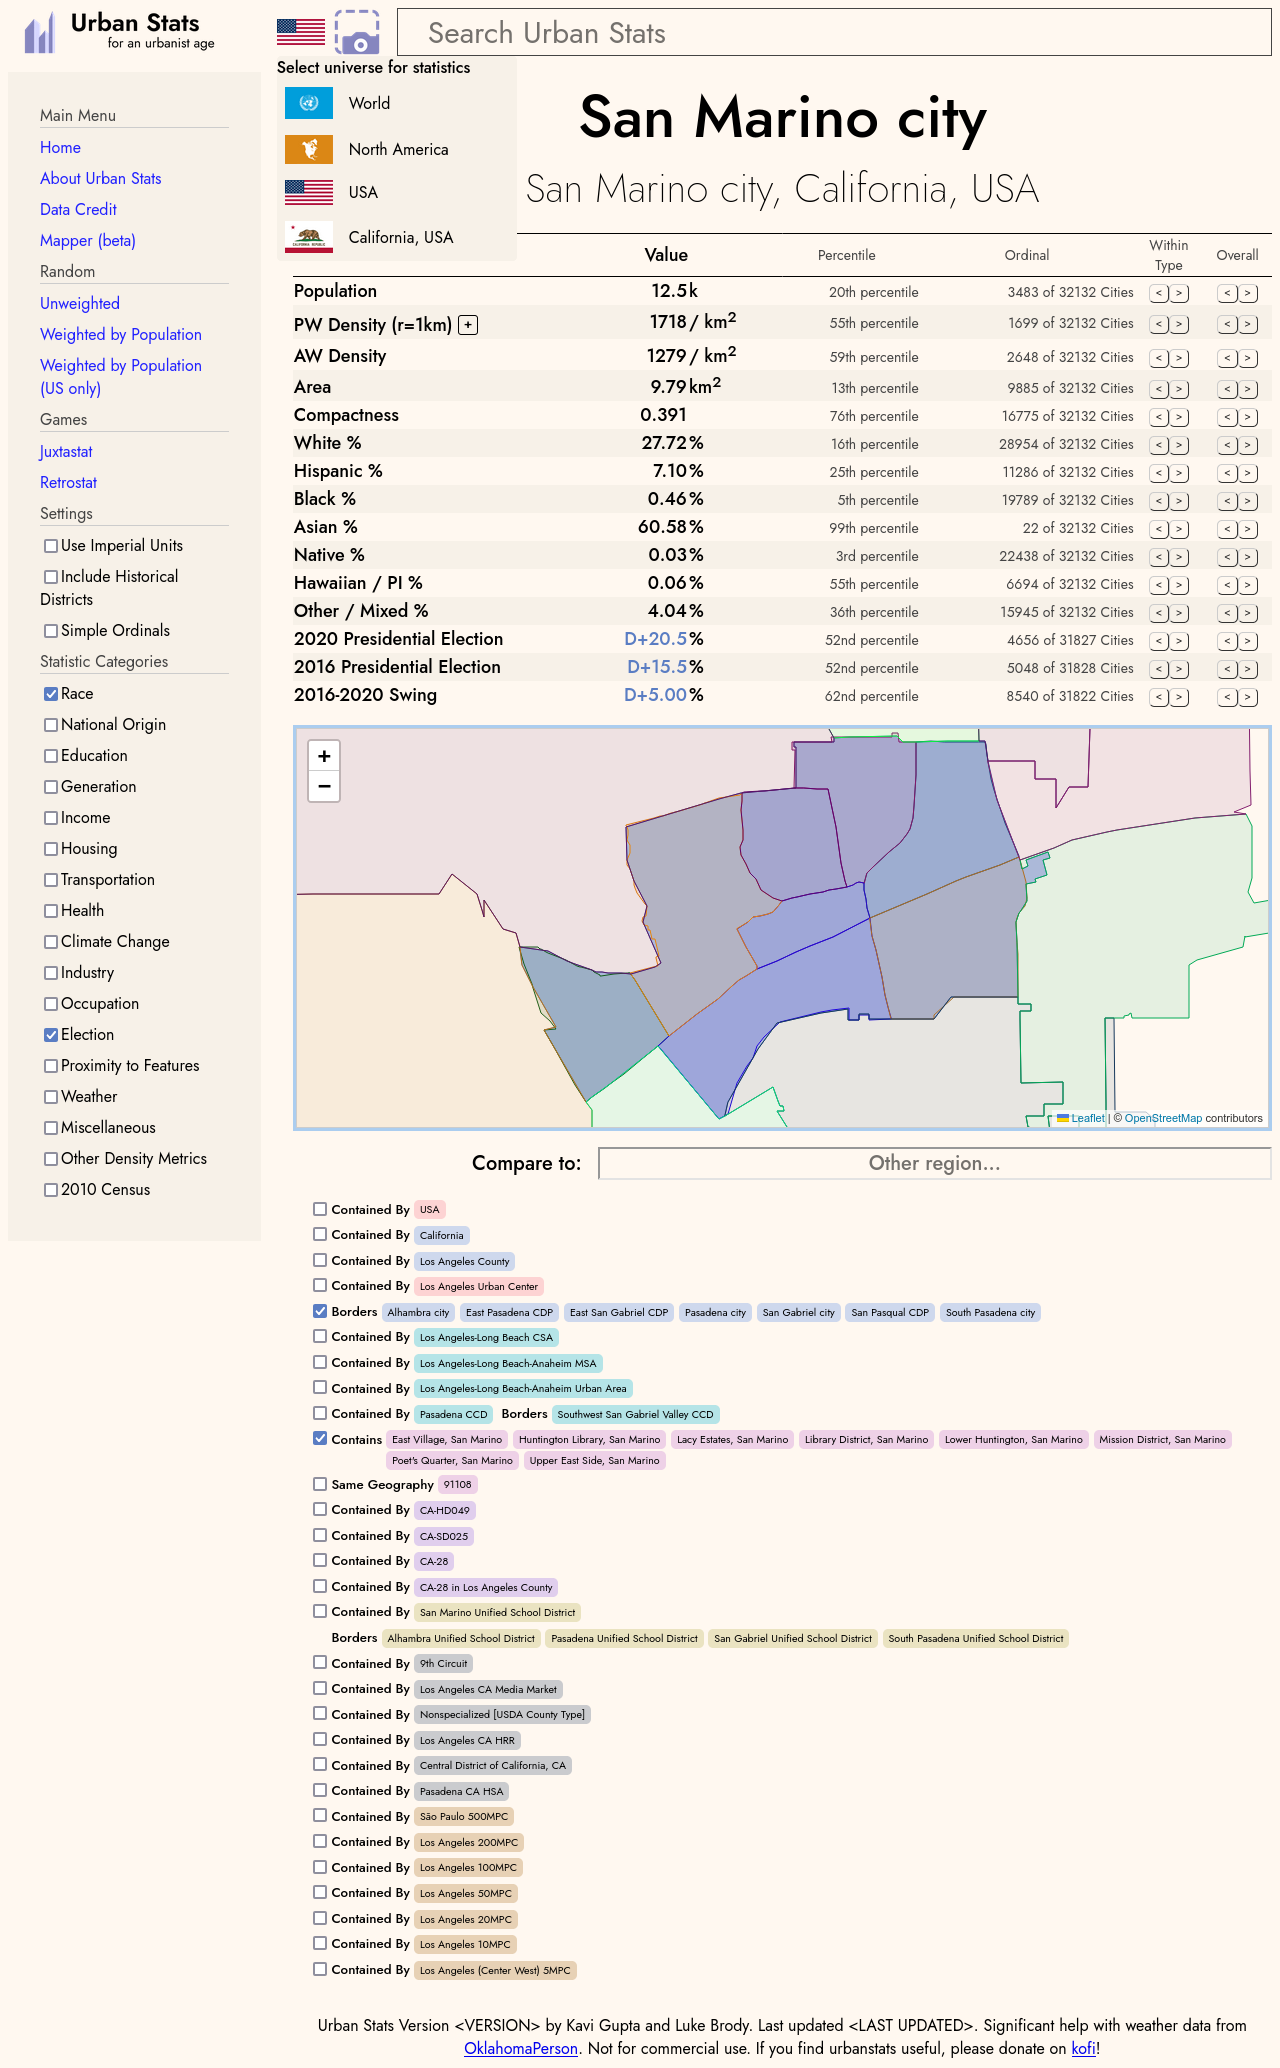 Urban Stats
for an urbanist age
Search Urban Stats
Select universe for statistics
World
North America
USA
California, USA
San Marino city
San Marino city, California, USA
Main Menu
Home
About Urban Stats
Data Credit
Mapper (beta)
Random
Unweighted
Weighted by Population
Weighted by Population
(US only)
Games
Juxtastat
Retrostat
Settings
Use Imperial Units
Include Historical
Districts
Simple Ordinals
Statistic Categories
Race
National Origin
Education
Generation
Income
Housing
Transportation
Health
Climate Change
Industry
Occupation
Election
Proximity to Features
Weather
Miscellaneous
Other Density Metrics
2010 Census
Value Percentile Ordinal Within Type Overall
Population 12.5k 20th percentile 3483 of 32132 Cities < > < >
PW Density (r=1km) + 1718 / km² 55th percentile 1699 of 32132 Cities < > < >
AW Density 1279 / km² 59th percentile 2648 of 32132 Cities < > < >
Area 9.79 km² 13th percentile 9885 of 32132 Cities < > < >
Compactness 0.391 76th percentile 16775 of 32132 Cities < > < >
White % 27.72% 16th percentile 28954 of 32132 Cities < > < >
Hispanic % 7.10% 25th percentile 11286 of 32132 Cities < > < >
Black % 0.46% 5th percentile 19789 of 32132 Cities < > < >
Asian % 60.58% 99th percentile 22 of 32132 Cities < > < >
Native % 0.03% 3rd percentile 22438 of 32132 Cities < > < >
Hawaiian / PI % 0.06% 55th percentile 6694 of 32132 Cities < > < >
Other / Mixed % 4.04% 36th percentile 15945 of 32132 Cities < > < >
2020 Presidential Election D+20.5% 52nd percentile 4656 of 31827 Cities < > < >
2016 Presidential Election D+15.5% 52nd percentile 5048 of 31828 Cities < > < >
2016-2020 Swing D+5.00% 62nd percentile 8540 of 31822 Cities < > < >
+
−
Leaflet | © OpenStreetMap contributors
Compare to: Other region...
Contained By USA
Contained By California
Contained By Los Angeles County
Contained By Los Angeles Urban Center
Borders Alhambra city East Pasadena CDP East San Gabriel CDP Pasadena city San Gabriel city San Pasqual CDP South Pasadena city
Contained By Los Angeles-Long Beach CSA
Contained By Los Angeles-Long Beach-Anaheim MSA
Contained By Los Angeles-Long Beach-Anaheim Urban Area
Contained By Pasadena CCD Borders Southwest San Gabriel Valley CCD
Contains East Village, San Marino Huntington Library, San Marino Lacy Estates, San Marino Library District, San Marino Lower Huntington, San Marino Mission District, San Marino
Poet's Quarter, San Marino Upper East Side, San Marino
Same Geography 91108
Contained By CA-HD049
Contained By CA-SD025
Contained By CA-28
Contained By CA-28 in Los Angeles County
Contained By San Marino Unified School District
Borders Alhambra Unified School District Pasadena Unified School District San Gabriel Unified School District South Pasadena Unified School District
Contained By 9th Circuit
Contained By Los Angeles CA Media Market
Contained By Nonspecialized [USDA County Type]
Contained By Los Angeles CA HRR
Contained By Central District of California, CA
Contained By Pasadena CA HSA
Contained By São Paulo 500MPC
Contained By Los Angeles 200MPC
Contained By Los Angeles 100MPC
Contained By Los Angeles 50MPC
Contained By Los Angeles 20MPC
Contained By Los Angeles 10MPC
Contained By Los Angeles (Center West) 5MPC
Urban Stats Version <VERSION> by Kavi Gupta and Luke Brody. Last updated <LAST UPDATED>. Significant help with weather data from
OklahomaPerson. Not for commercial use. If you find urbanstats useful, please donate on kofi!